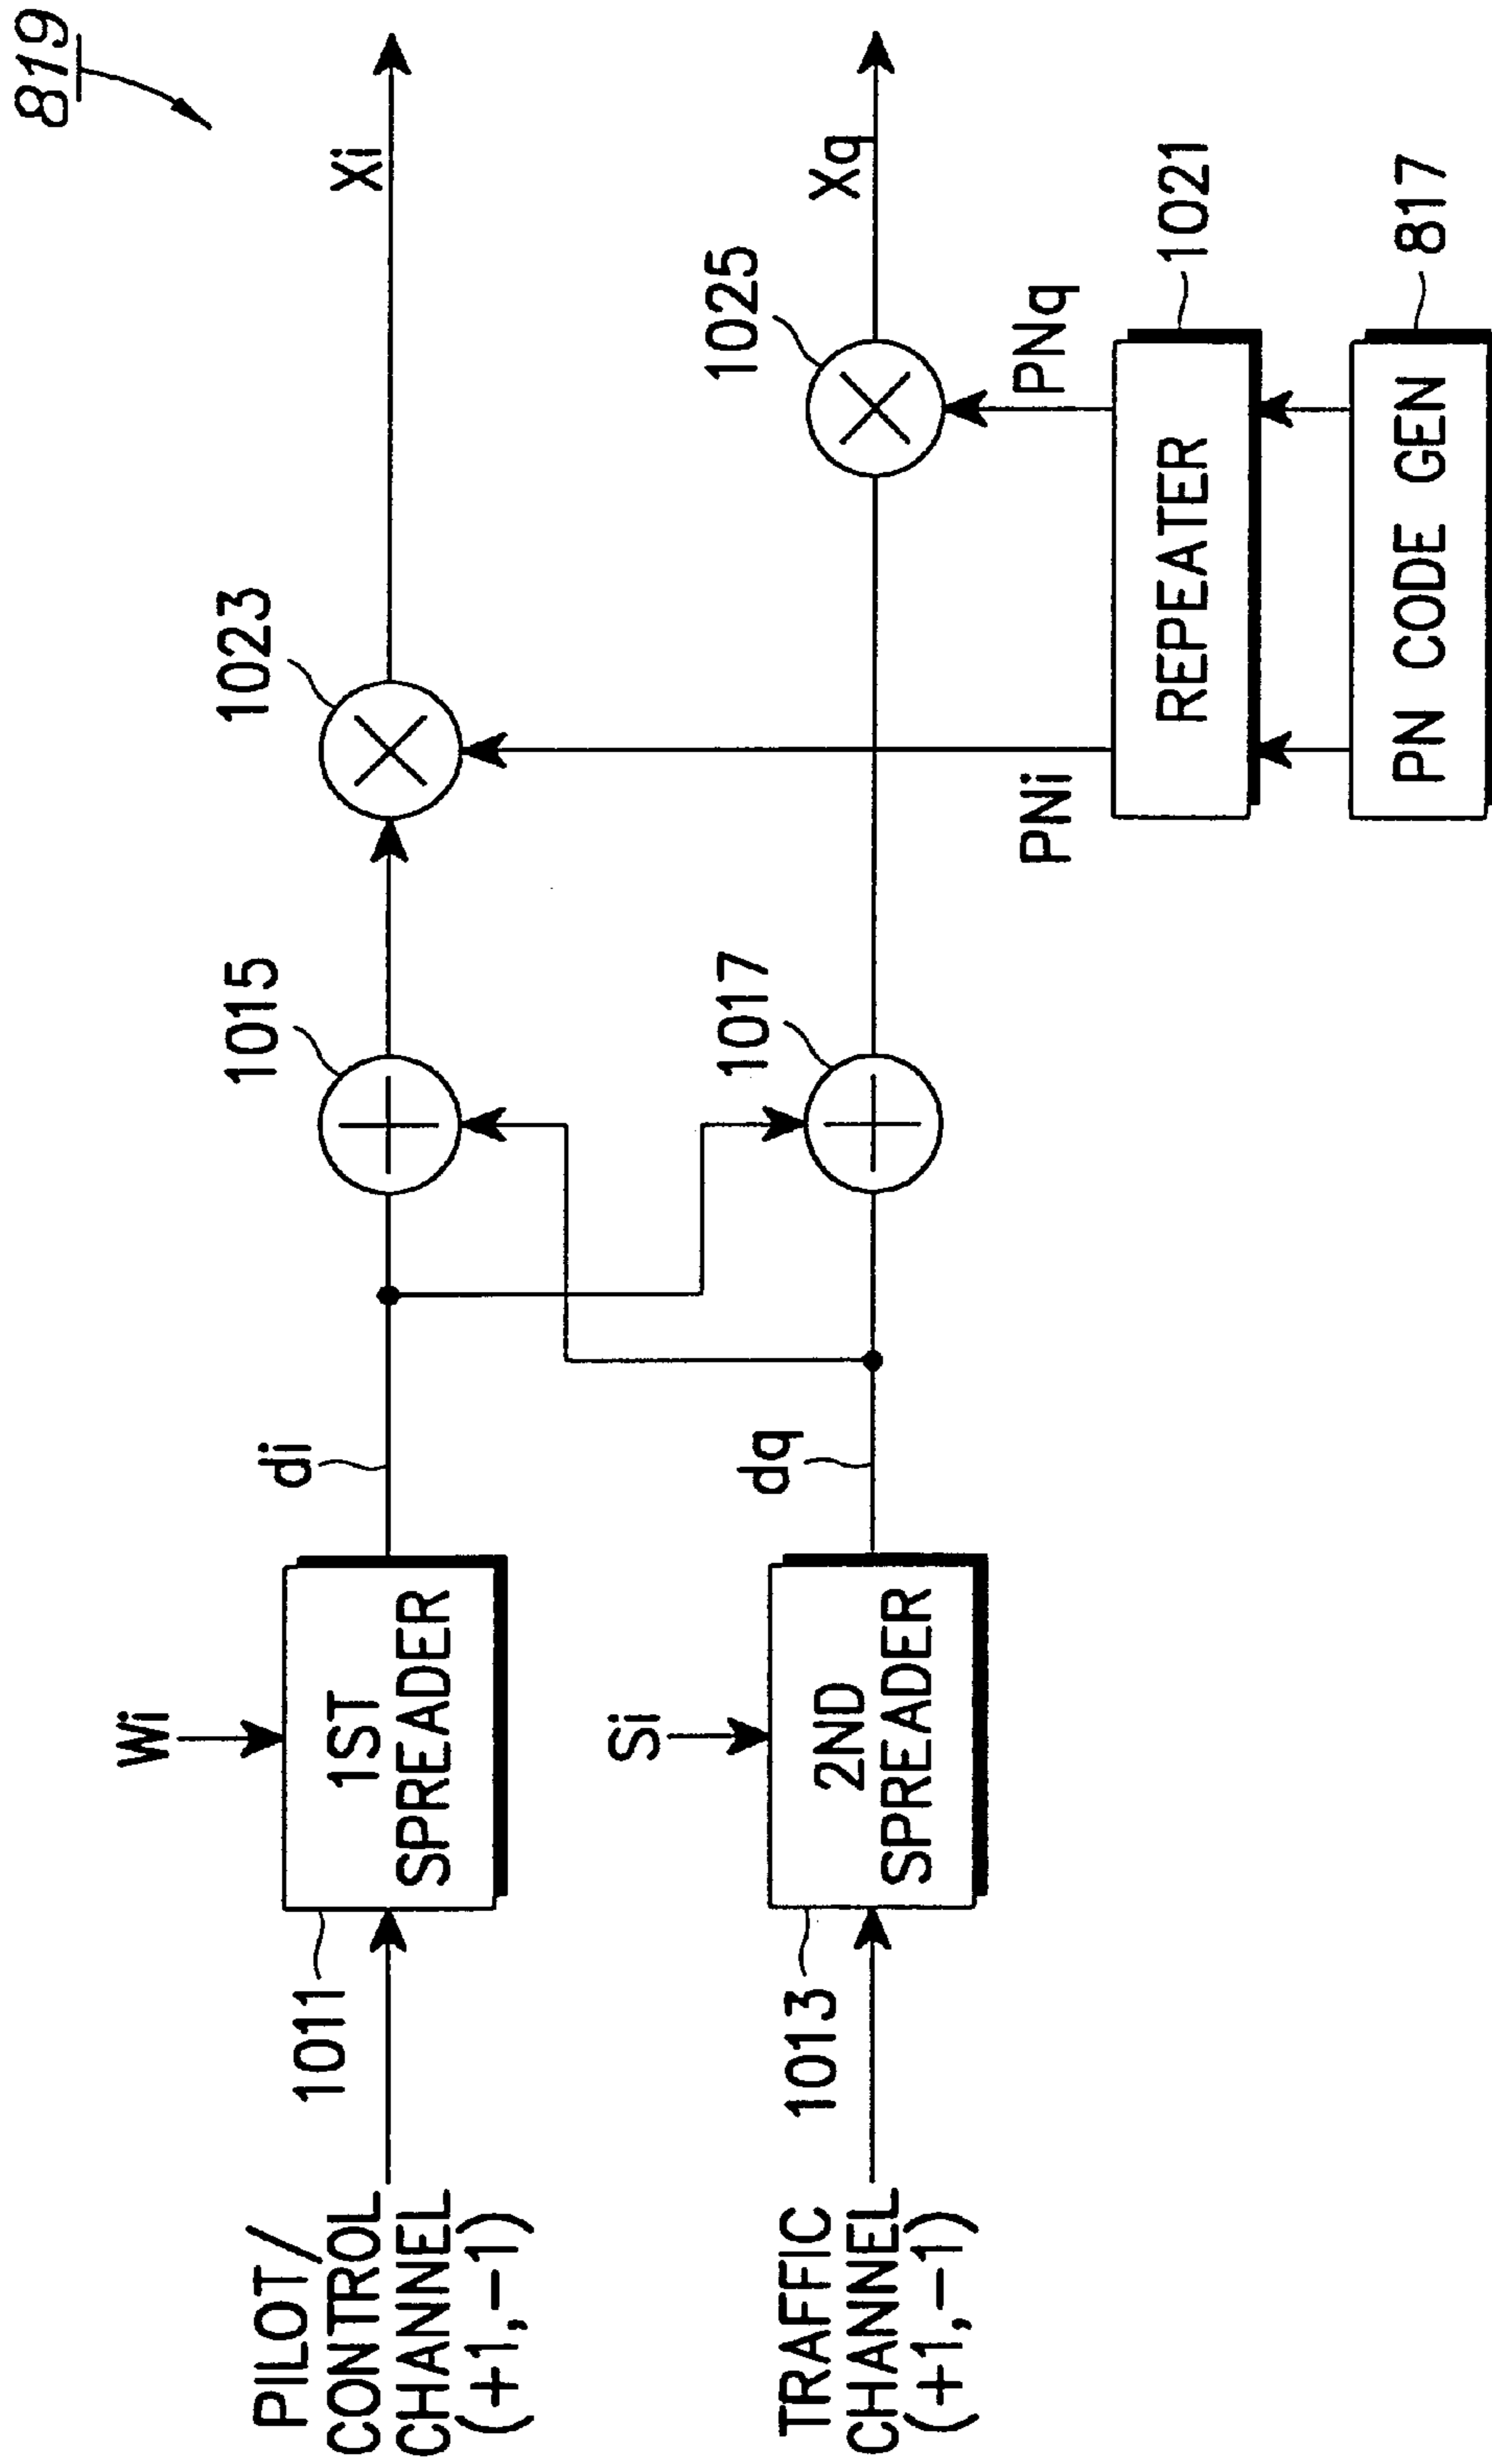 819
PILOT/
CONTROL
CHANNEL
(+1,−1)
1011
Wi
1ST
SPREADER
di
1015
1023
Xi
TRAFFIC
CHANNEL
(+1,−1)
1013
Si
2ND
SPREADER
dq
1017
1025
Xq
PNi
PNq
REPEATER
1021
PN CODE GEN
817